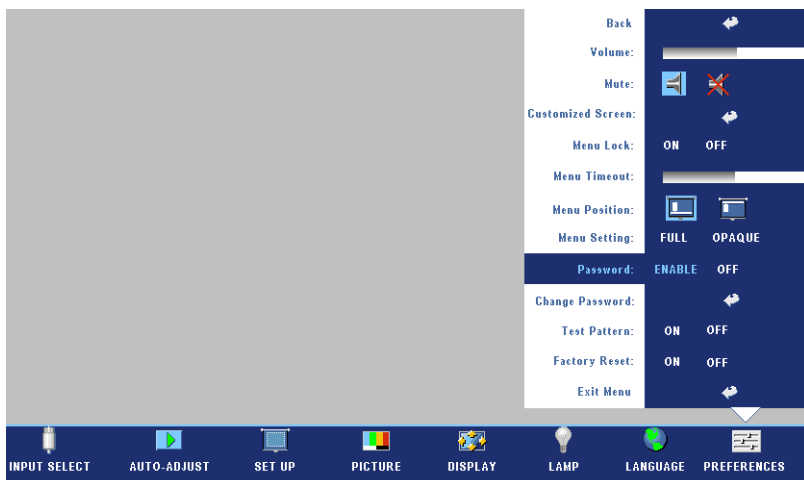 Back
Volume:
Mute:
Customized Screen:
Menu Lock: ON OFF
Menu Timeout:
Menu Position:
Menu Setting: FULL OPAQUE
Password: ENABLE OFF
Change Password:
Test Pattern: ON OFF
Factory Reset: ON OFF
Exit Menu
INPUT SELECT AUTO-ADJUST SET UP PICTURE DISPLAY LAMP LANGUAGE PREFERENCES